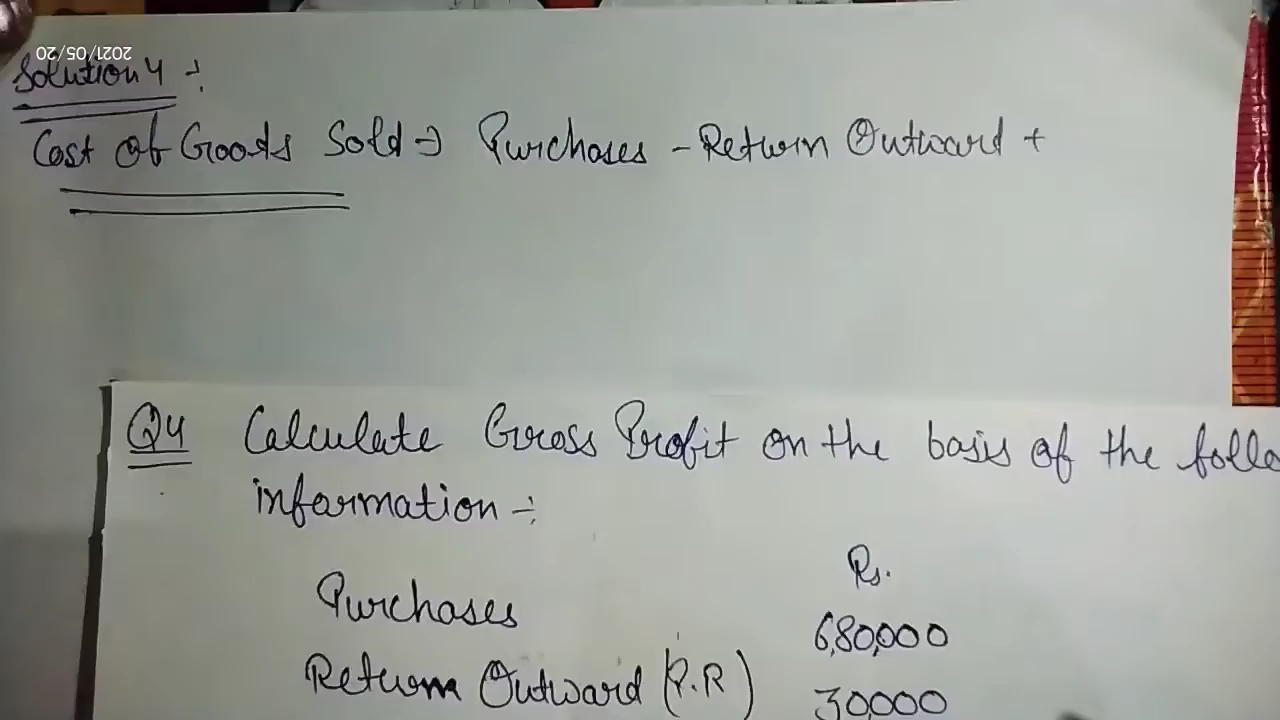 2021/05/20
Solution 4 :-
Cost of Goods Sold => Purchases - Return Outward +
Q4 Calculate Gross Profit on the basis of the follo
information :-
Rs.
Purchases 6,80,000
Return Outward (P.R) 30,000